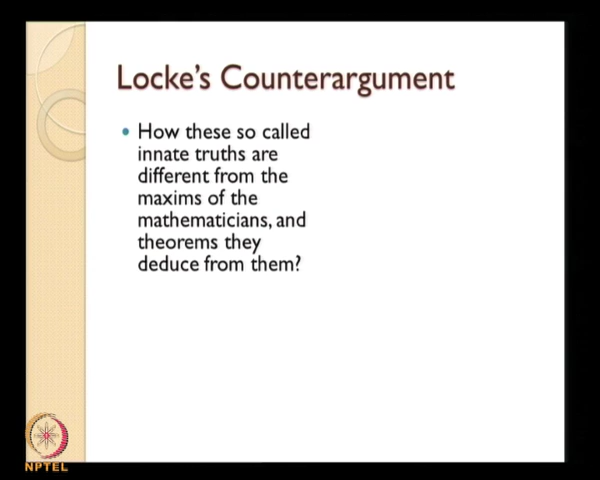 Locke's Counterargument
How these so called
innate truths are
different from the
maxims of the
mathematicians, and
theorems they
deduce from them?
NPTEL